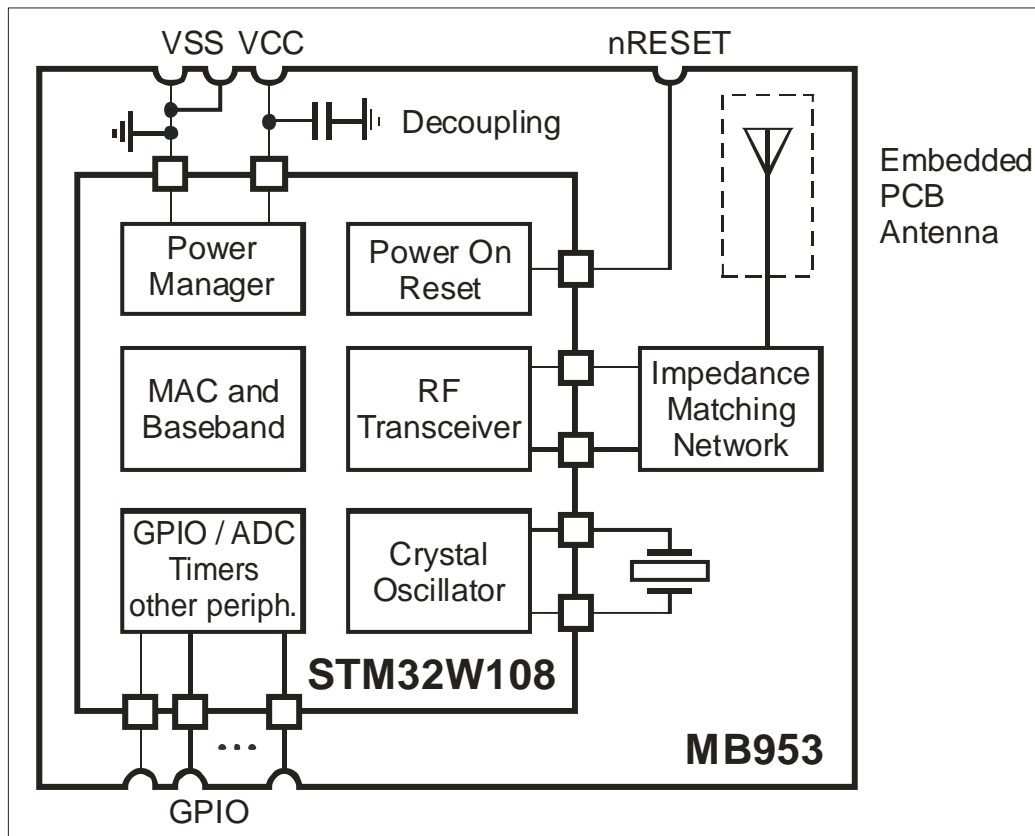 VSS VCC
nRESET
Decoupling
Embedded
PCB
Antenna
Power
Manager
Power On
Reset
MAC and
Baseband
RF
Transceiver
Impedance
Matching
Network
GPIO / ADC
Timers
other periph.
Crystal
Oscillator
STM32W108
...
MB953
GPIO